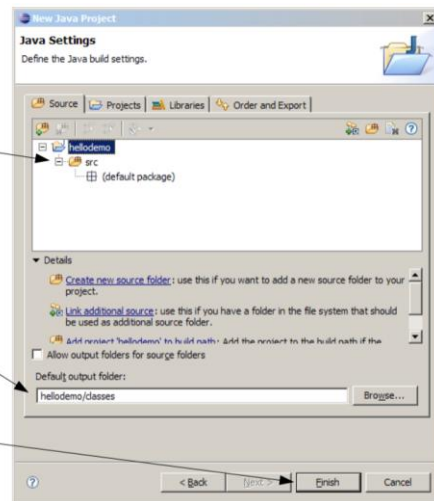 New Java Project
Java Settings
Define the Java build settings.
Source Projects Libraries Order and Export
hellodemo
src
(default package)
Details
Create new source folder: use this if you want to add a new source folder to your
project.
Link additional source: use this if you have a folder in the file system that should
be used as additional source folder.
Add project 'hellodemo' to build path: Add the project to the build path if the
Allow output folders for source folders
Default output folder:
hellodemo/classes
Browse...
< Back Next > Finish Cancel